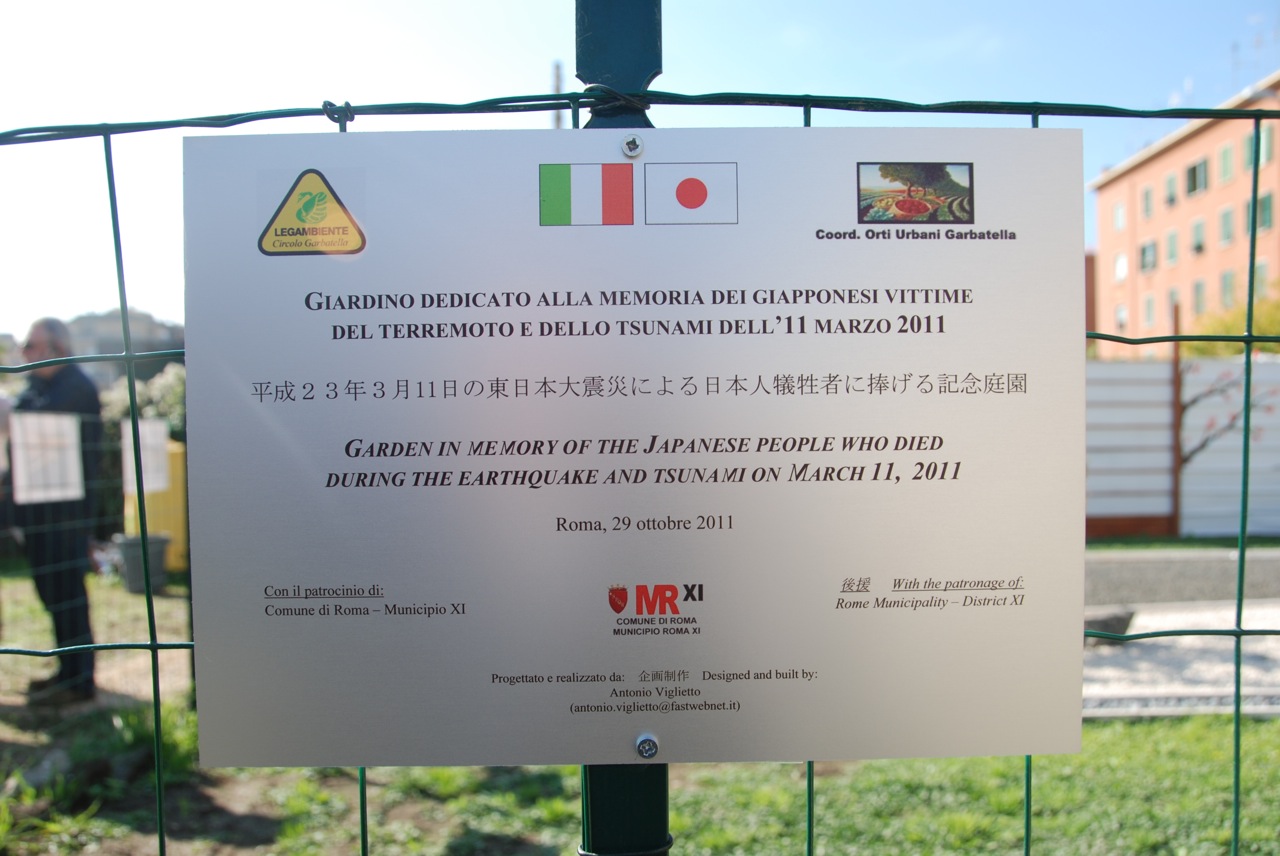 LEGAMBIENTE
Circolo Garbatella
Coord. Orti Urbani Garbatella
GIARDINO DEDICATO ALLA MEMORIA DEI GIAPPONESI VITTIME
DEL TERREMOTO E DELLO TSUNAMI DELL'11 MARZO 2011
平成２３年３月11日の東日本大震災による日本人犠牲者に捧げる記念庭園
GARDEN IN MEMORY OF THE JAPANESE PEOPLE WHO DIED
DURING THE EARTHQUAKE AND TSUNAMI ON MARCH 11, 2011
Roma, 29 ottobre 2011
Con il patrocinio di:
Comune di Roma – Municipio XI
MR XI
COMUNE DI ROMA
MUNICIPIO ROMA XI
後援 With the patronage of:
Rome Municipality – District XI
Progettato e realizzato da: 企画制作 Designed and built by:
Antonio Viglietto
(antonio.viglietto@fastwebnet.it)